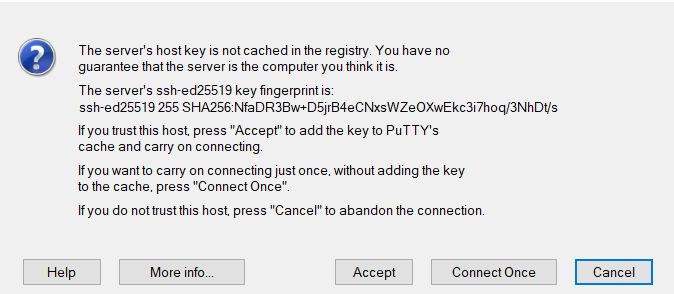 The server's host key is not cached in the registry. You have no
guarantee that the server is the computer you think it is.
The server's ssh-ed25519 key fingerprint is:
ssh-ed25519 255 SHA256:NfaDR3Bw+D5jrB4eCNxsWZeOXwEkc3i7hoq/3NhDt/s
If you trust this host, press "Accept" to add the key to PuTTY's
cache and carry on connecting.
If you want to carry on connecting just once, without adding the key
to the cache, press "Connect Once".
If you do not trust this host, press "Cancel" to abandon the connection.
Help More info... Accept Connect Once Cancel